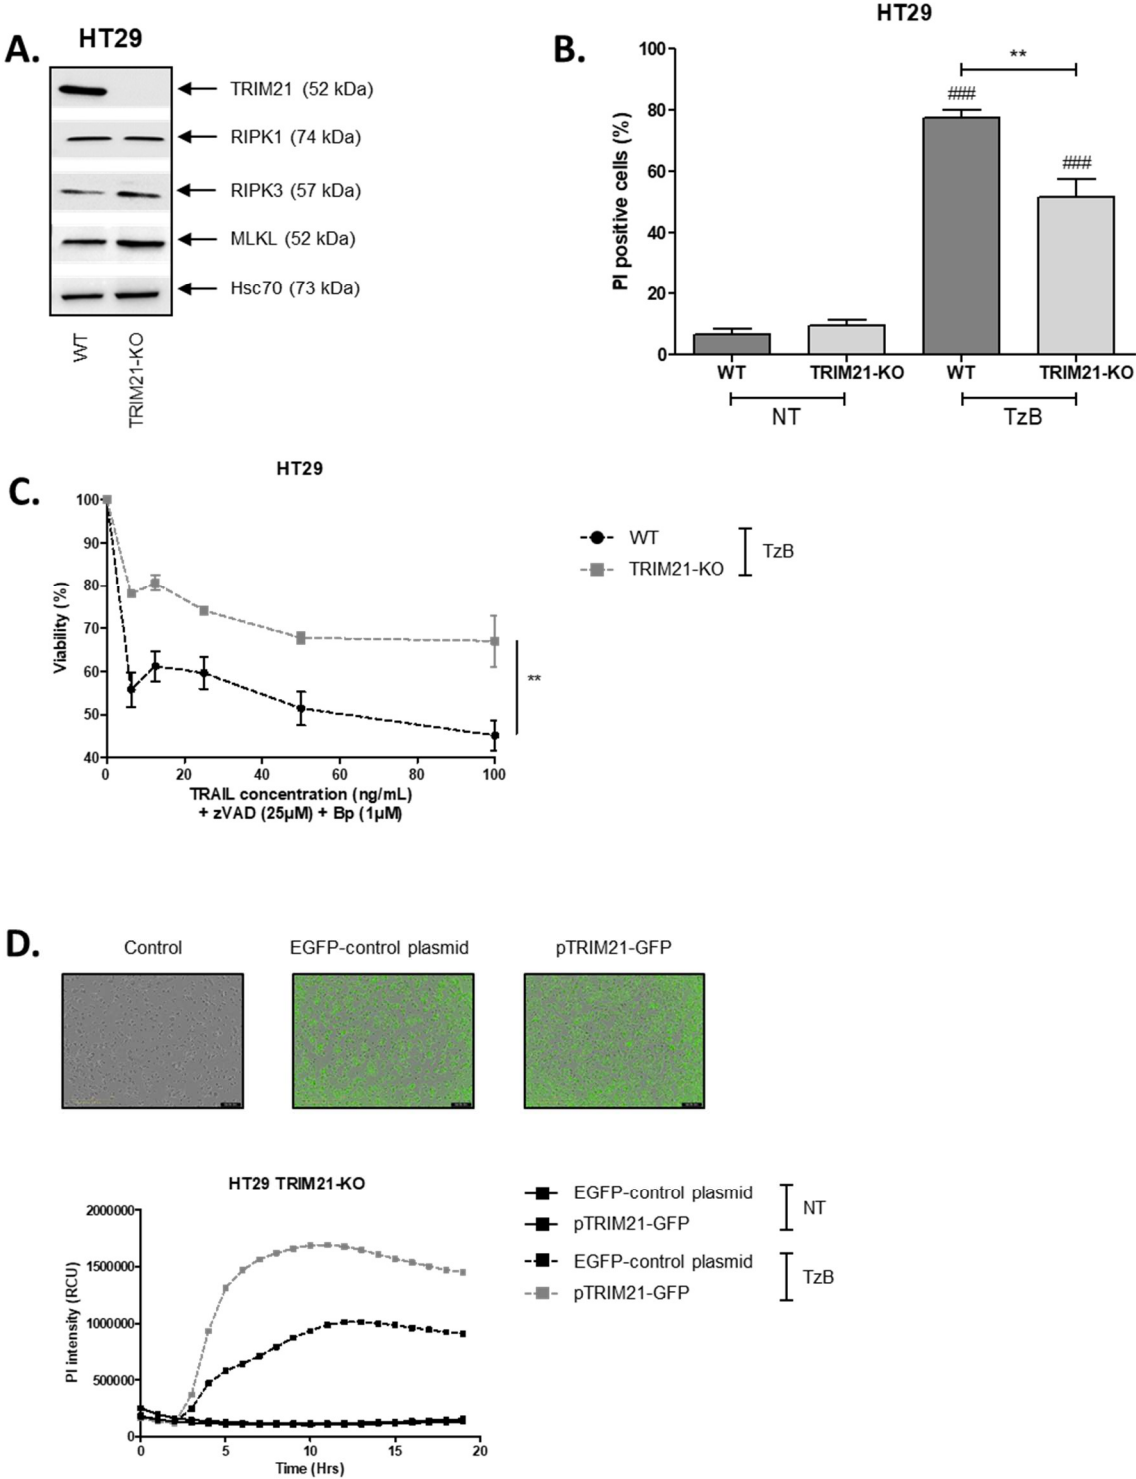 A.
HT29
TRIM21 (52 kDa)
RIPK1 (74 kDa)
RIPK3 (57 kDa)
MLKL (52 kDa)
Hsc70 (73 kDa)
WT
TRIM21-KO
B.
HT29
PI positive cells (%)
100
80
60
40
20
0
**
###
###
WT
TRIM21-KO
WT
TRIM21-KO
NT
TzB
C.
HT29
Viability (%)
100
90
80
70
60
50
40
0 20 40 60 80 100
TRAIL concentration (ng/mL)
+ zVAD (25µM) + Bp (1µM)
**
WT
TRIM21-KO
TzB
D.
Control
EGFP-control plasmid
pTRIM21-GFP
HT29 TRIM21-KO
PI intensity (RCU)
2000000
1500000
1000000
500000
0
0 5 10 15 20
Time (Hrs)
EGFP-control plasmid
pTRIM21-GFP
NT
EGFP-control plasmid
pTRIM21-GFP
TzB